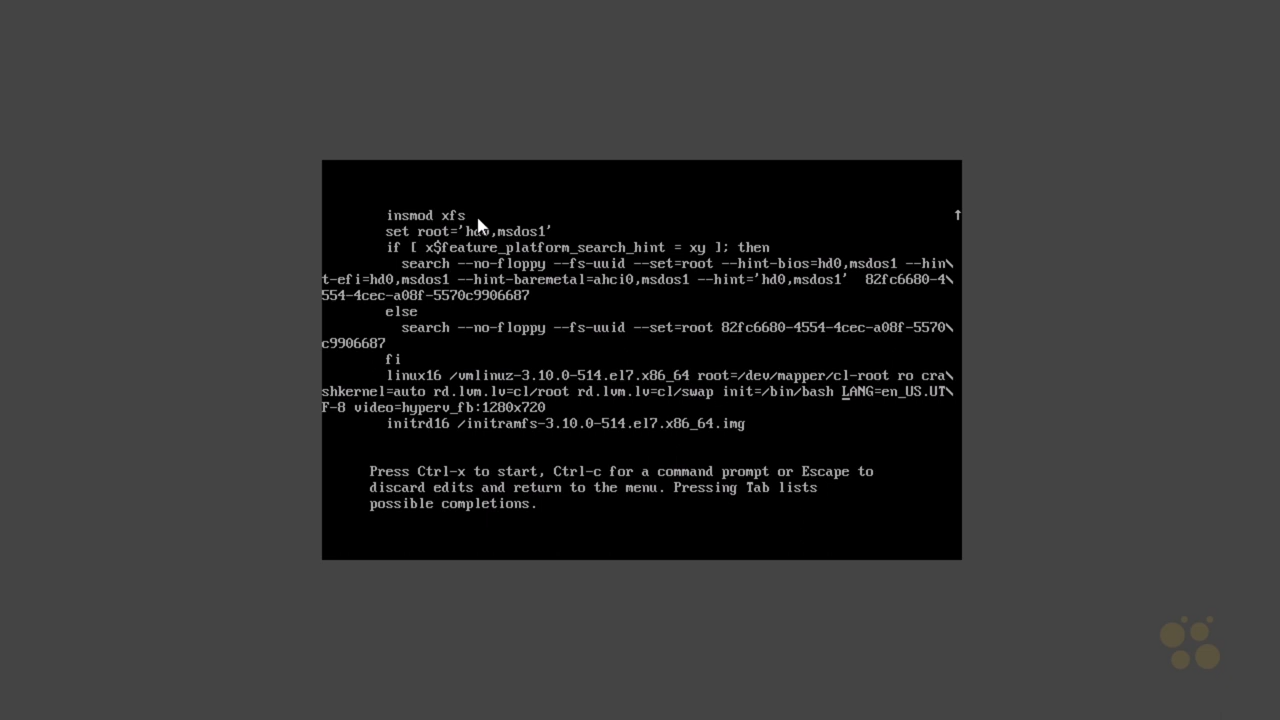 insmod xfs
set root='hd0,msdos1'
if [ x$feature_platform_search_hint = xy ]; then
search --no-floppy --fs-uuid --set=root --hint-bios=hd0,msdos1 --hin\
t-efi=hd0,msdos1 --hint-baremetal=ahci0,msdos1 --hint='hd0,msdos1'  82fc6680-4\
554-4cec-a08f-5570c9906687
else
search --no-floppy --fs-uuid --set=root 82fc6680-4554-4cec-a08f-5570\
c9906687
fi
linux16 /vmlinuz-3.10.0-514.el7.x86_64 root=/dev/mapper/cl-root ro cra\
shkernel=auto rd.lvm.lv=cl/root rd.lvm.lv=cl/swap init=/bin/bash LANG=en_US.UT\
F-8 video=hyperv_fb:1280x720
initrd16 /initramfs-3.10.0-514.el7.x86_64.img
Press Ctrl-x to start, Ctrl-c for a command prompt or Escape to
discard edits and return to the menu. Pressing Tab lists
possible completions.